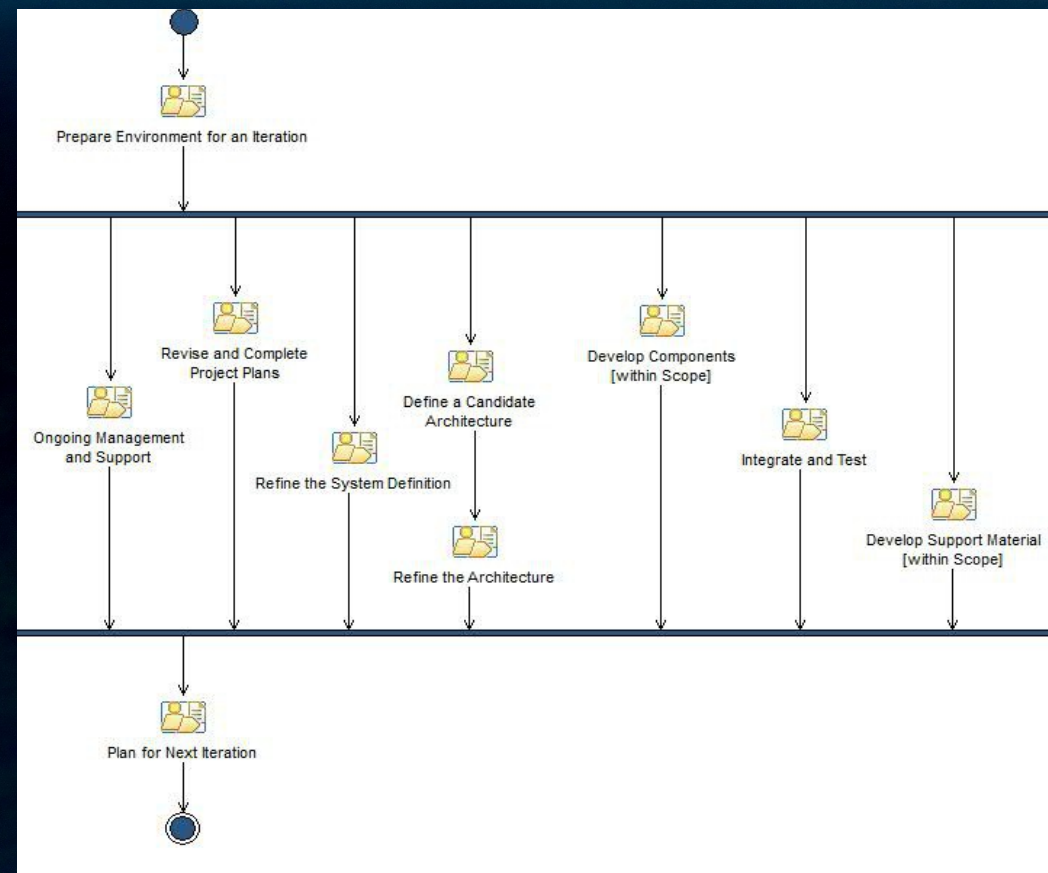 Prepare Environment for an Iteration
Revise and Complete
Project Plans
Ongoing Management
and Support
Refine the System Definition
Define a Candidate
Architecture
Refine the Architecture
Develop Components
[within Scope]
Integrate and Test
Develop Support Material
[within Scope]
Plan for Next Iteration